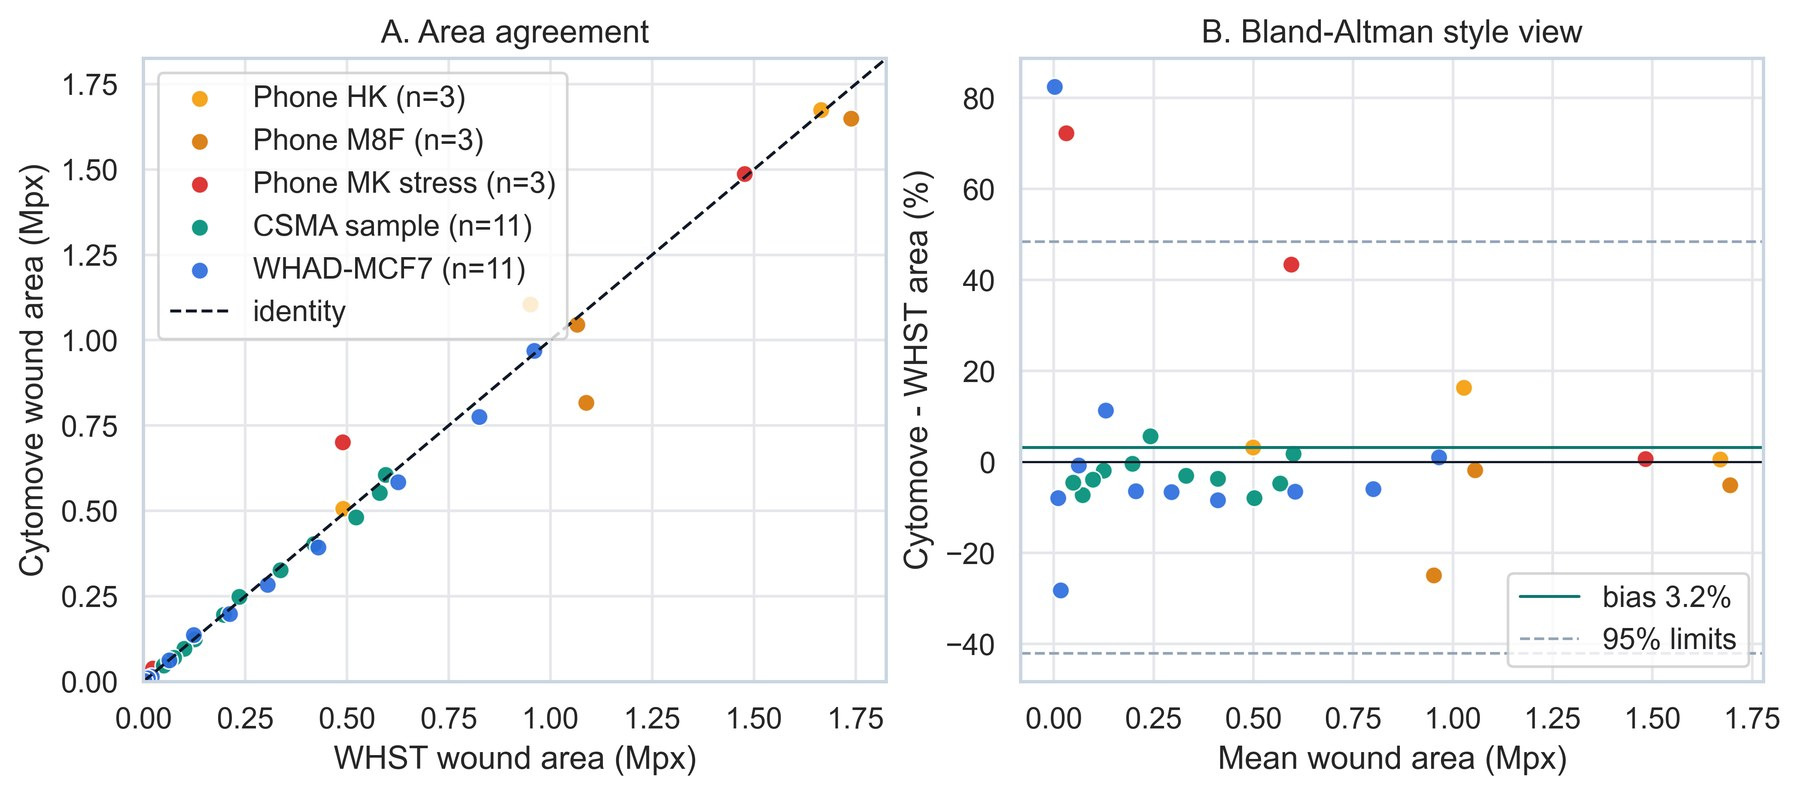 A. Area agreement
Cytomove wound area (Mpx)
1.75
1.50
1.25
1.00
0.75
0.50
0.25
0.00
Phone HK (n=3)
Phone M8F (n=3)
Phone MK stress (n=3)
CSMA sample (n=11)
WHAD-MCF7 (n=11)
identity
0.00 0.25 0.50 0.75 1.00 1.25 1.50 1.75
WHST wound area (Mpx)
B. Bland-Altman style view
Cytomove - WHST area (%)
80
60
40
20
0
−20
−40
bias 3.2%
95% limits
0.00 0.25 0.50 0.75 1.00 1.25 1.50 1.75
Mean wound area (Mpx)